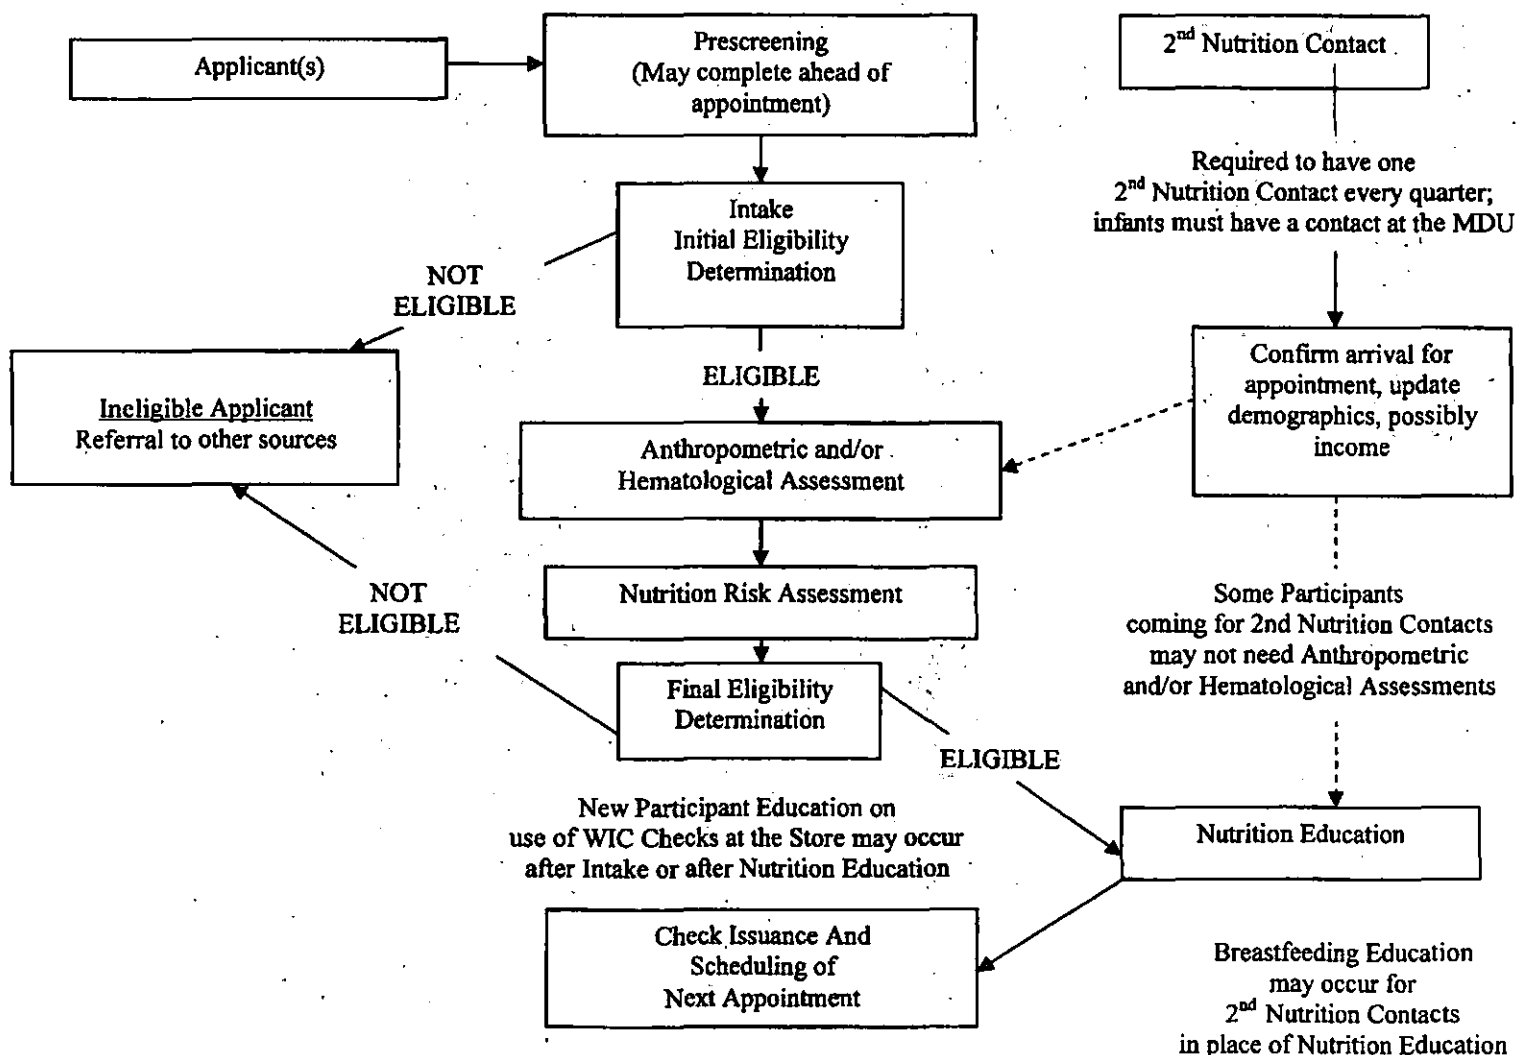 Applicant(s)
Prescreening
(May complete ahead of
appointment)
2nd Nutrition Contact
Required to have one
2nd Nutrition Contact every quarter;
infants must have a contact at the MDU
Intake
Initial Eligibility
Determination
NOT
ELIGIBLE
ELIGIBLE
Ineligible Applicant
Referral to other sources
Confirm arrival for
appointment, update
demographics, possibly
income
Anthropometric and/or
Hematological Assessment
Nutrition Risk Assessment
NOT
ELIGIBLE
Some Participants
coming for 2nd Nutrition Contacts
may not need Anthropometric
and/or Hematological Assessments
Final Eligibility
Determination
ELIGIBLE
New Participant Education on
use of WIC Checks at the Store may occur
after Intake or after Nutrition Education
Nutrition Education
Check Issuance And
Scheduling of
Next Appointment
Breastfeeding Education
may occur for
2nd Nutrition Contacts
in place of Nutrition Education